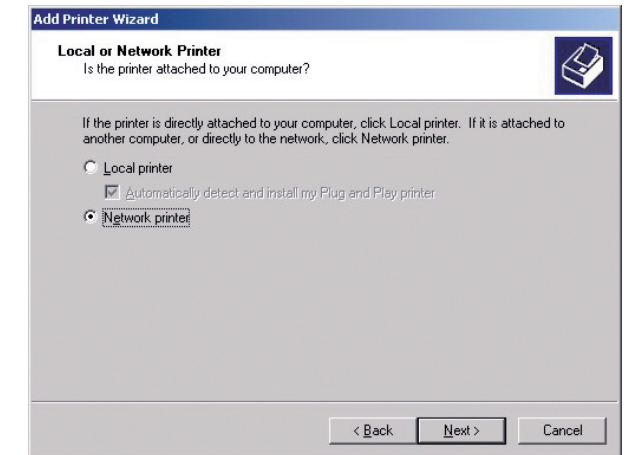 Add Printer Wizard
Local or Network Printer
Is the printer attached to your computer?
If the printer is directly attached to your computer, click Local printer. If it is attached to
another computer, or directly to the network, click Network printer.
Local printer
Automatically detect and install my Plug and Play printer
Network printer
< Back Next > Cancel